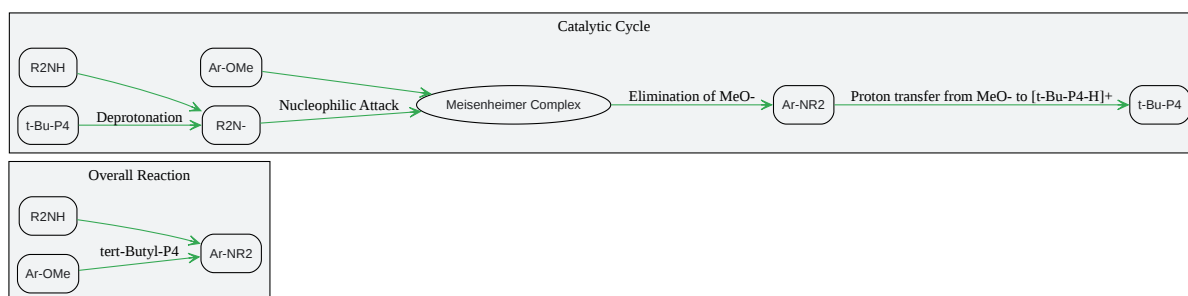 Catalytic Cycle
R2NH
Ar-OMe
t-Bu-P4
Deprotonation
R2N-
Nucleophilic Attack
Meisenheimer Complex
Elimination of MeO-
Ar-NR2
Proton transfer from MeO- to [t-Bu-P4-H]+
t-Bu-P4
Overall Reaction
R2NH
Ar-OMe
tert-Butyl-P4
Ar-NR2